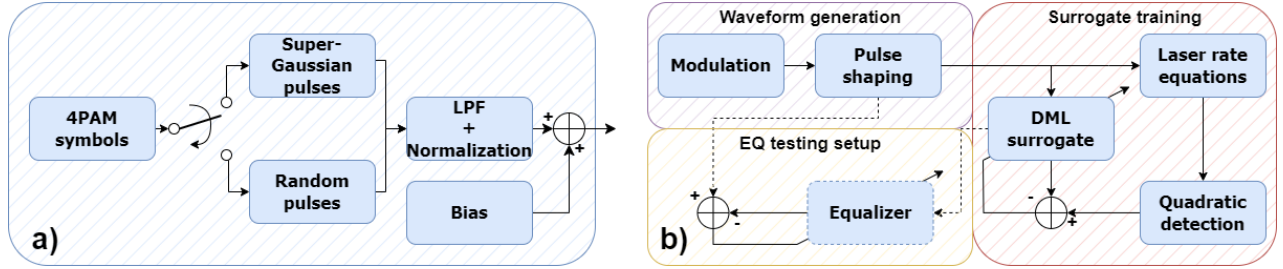 4PAM
symbols
Super-
Gaussian
pulses
Random
pulses
LPF
+
Normalization
Bias
+
+
a)
Waveform generation
Modulation
Pulse
shaping
Surrogate training
Laser rate
equations
DML
surrogate
Quadratic
detection
-
+
EQ testing setup
Equalizer
+
-
b)